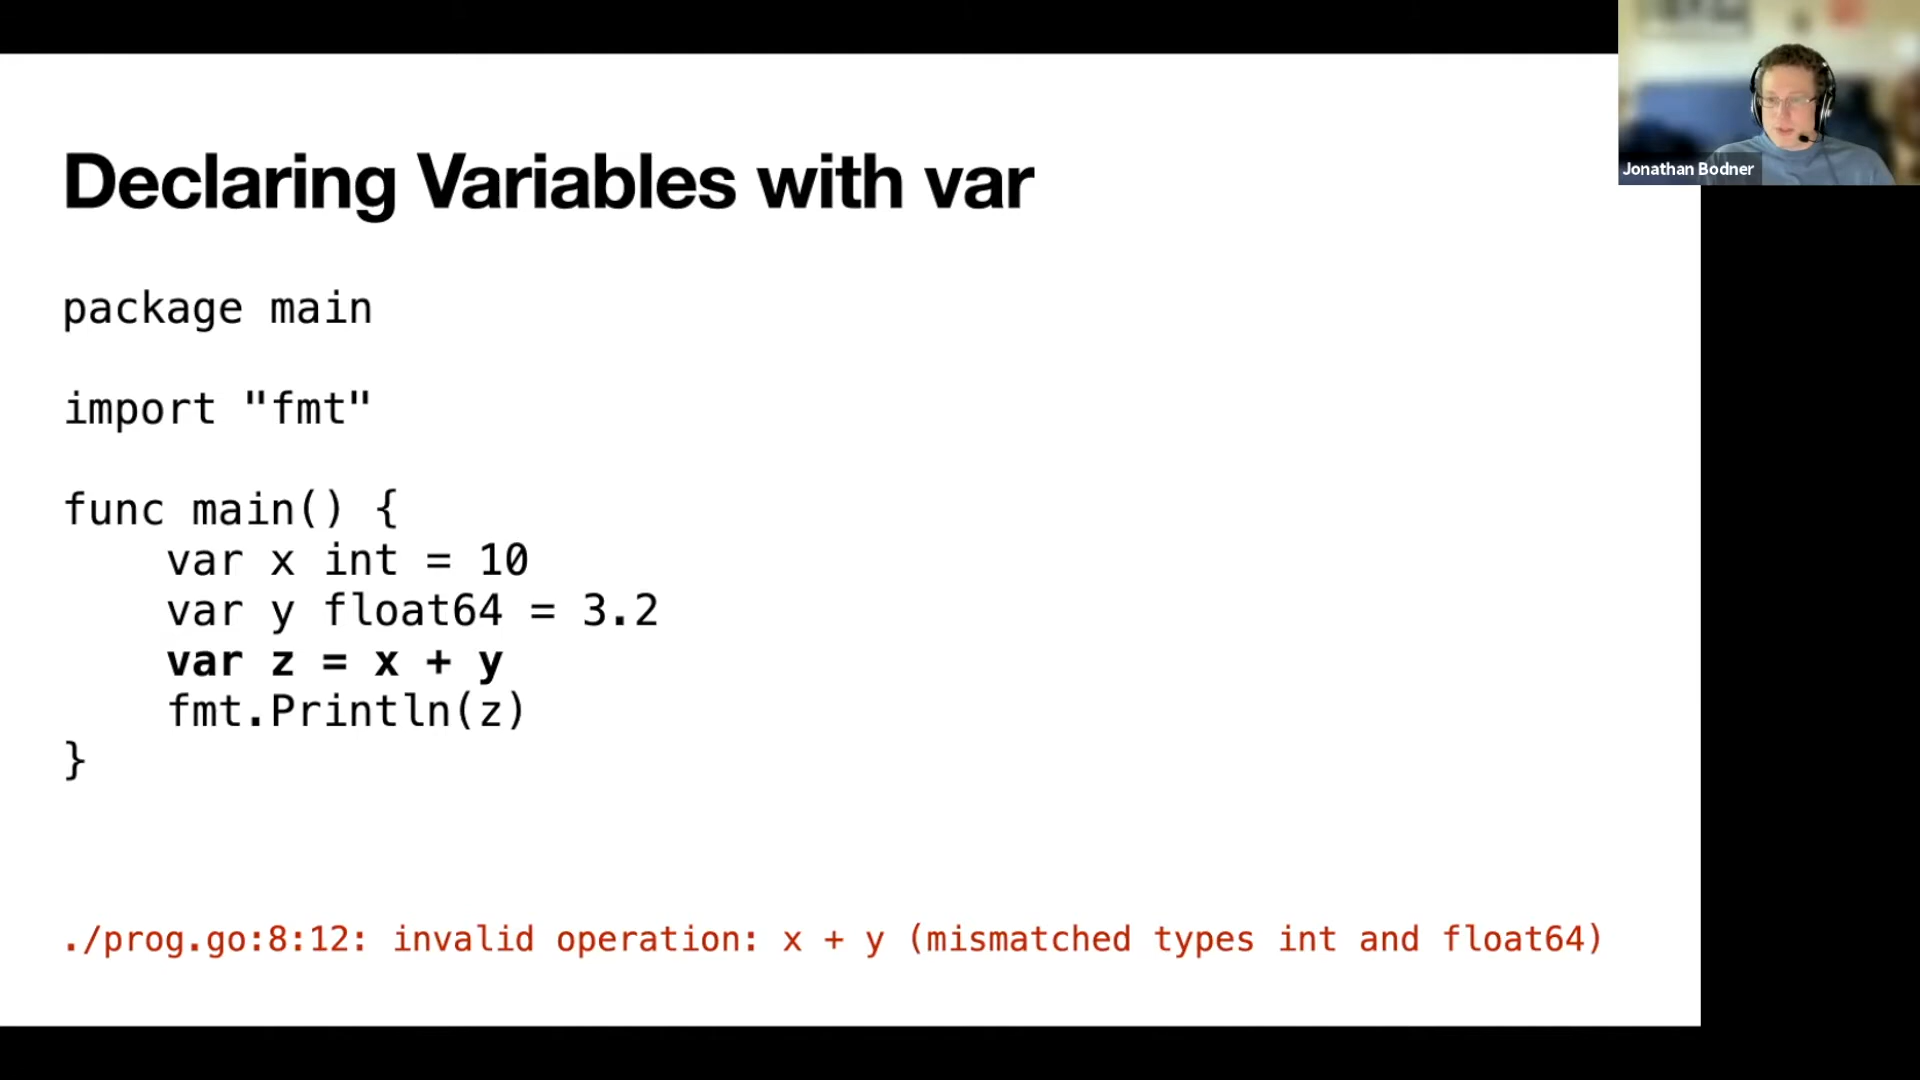 Jonathan Bodner
Declaring Variables with var
package main
import "fmt"
func main() {
    var x int = 10
    var y float64 = 3.2
    var z = x + y
    fmt.Println(z)
}
./prog.go:8:12: invalid operation: x + y (mismatched types int and float64)